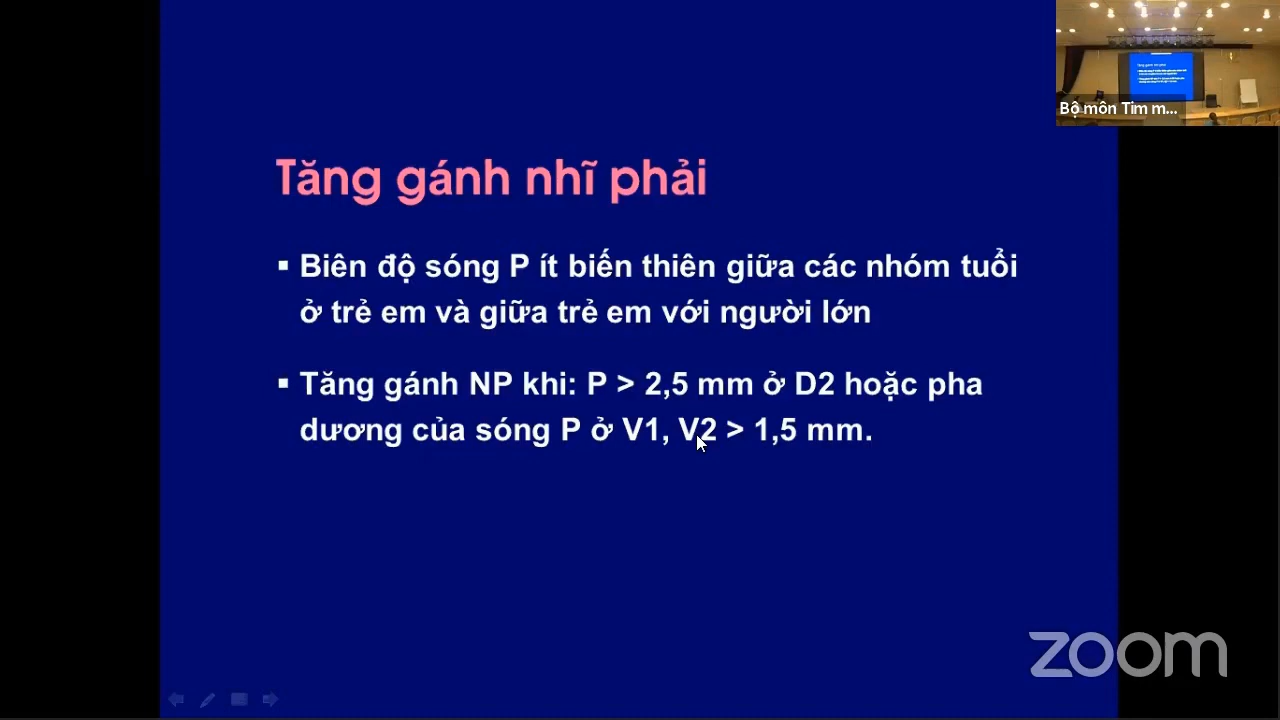 Bộ môn Tim m...
Tăng gánh nhĩ phải
▪ Biên độ sóng P ít biến thiên giữa các nhóm tuổi
ở trẻ em và giữa trẻ em với người lớn
▪ Tăng gánh NP khi: P > 2,5 mm ở D2 hoặc pha
dương của sóng P ở V1, V2 > 1,5 mm.
zoom